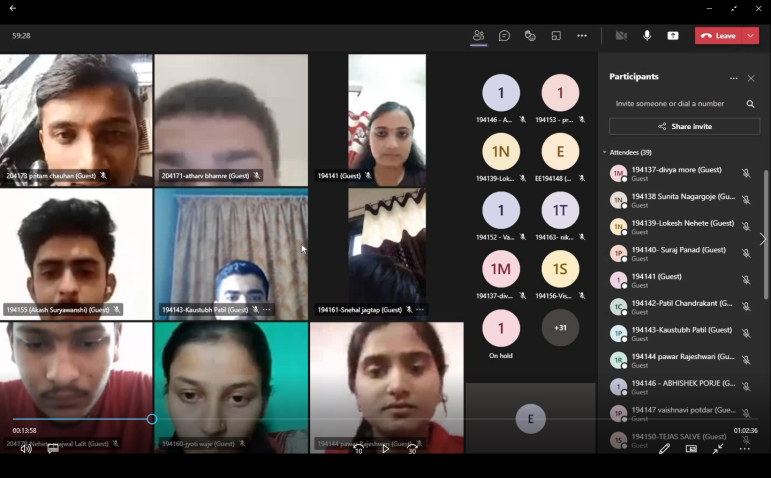 59:28
Leave
204173 potam chauhan (Guest)
204171-atharv bhamre (Guest)
194141 (Guest)
194155 (Akash Suryawanshi) (Guest)
194143-Kaustubh Patil (Guest)
194161-Snehal jagtap (Guest)
194160-jyoti waje (Guest)
194144 pawar Rajeshwari (Guest)
1
1
194146 - A...
194153 - pr...
1N
E
194139-Lok...
EE194148 (...
1
1T
194152 - Va...
194163- nik...
1M
1S
194137-div...
194156-Vis...
1
+31
On hold
E
Participants
Invite someone or dial a number
Share invite
Attendees (39)
1M
194137-divya more (Guest)
Guest
1N
194138 Sunita Nagargoje (Gu...
Guest
1N
194139-Lokesh Nehete (Guest)
Guest
1P
194140- Suraj Panad (Guest)
Guest
1
194141 (Guest)
Guest
1C
194142-Patil Chandrakant (G...
Guest
1P
194143-Kaustubh Patil (Guest)
Guest
1R
194144 pawar Rajeshwari (Gu...
Guest
1
194146 - ABHISHEK PORJE (G...
Guest
1P
194147 vaishnavi potdar (Gue...
Guest
1S
194150-TEJAS SALVE (Guest)
Guest
00:13:58
01:02:36
10
30